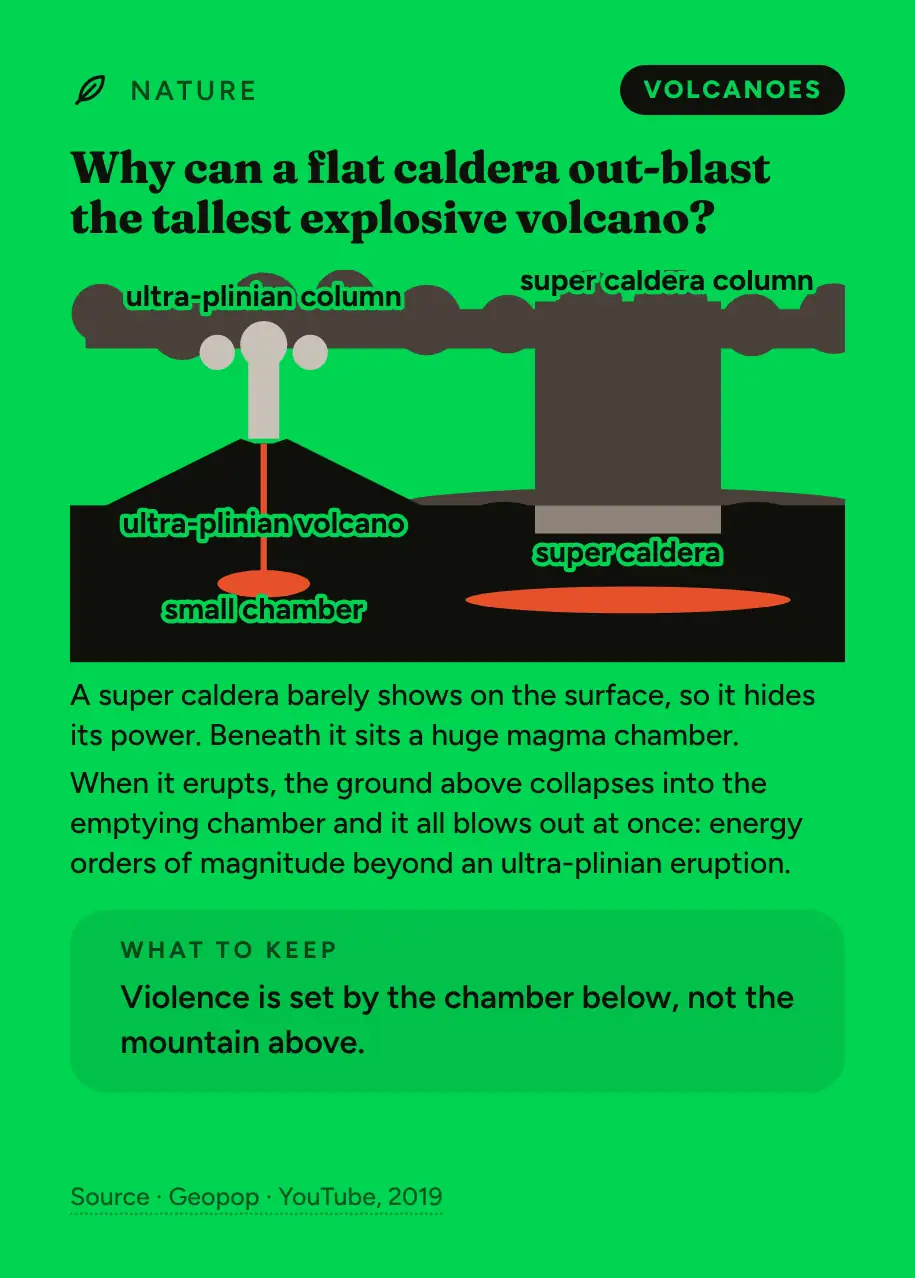 NATURE
VOLCANOES
Why can a flat caldera out-blast
the tallest explosive volcano?
super caldera column
ultra-plinian column
ultra-plinian volcano
super caldera
small chamber
A super caldera barely shows on the surface, so it hides
its power. Beneath it sits a huge magma chamber.
When it erupts, the ground above collapses into the
emptying chamber and it all blows out at once: energy
orders of magnitude beyond an ultra-plinian eruption.
WHAT TO KEEP
Violence is set by the chamber below, not the
mountain above.
Source · Geopop · YouTube, 2019